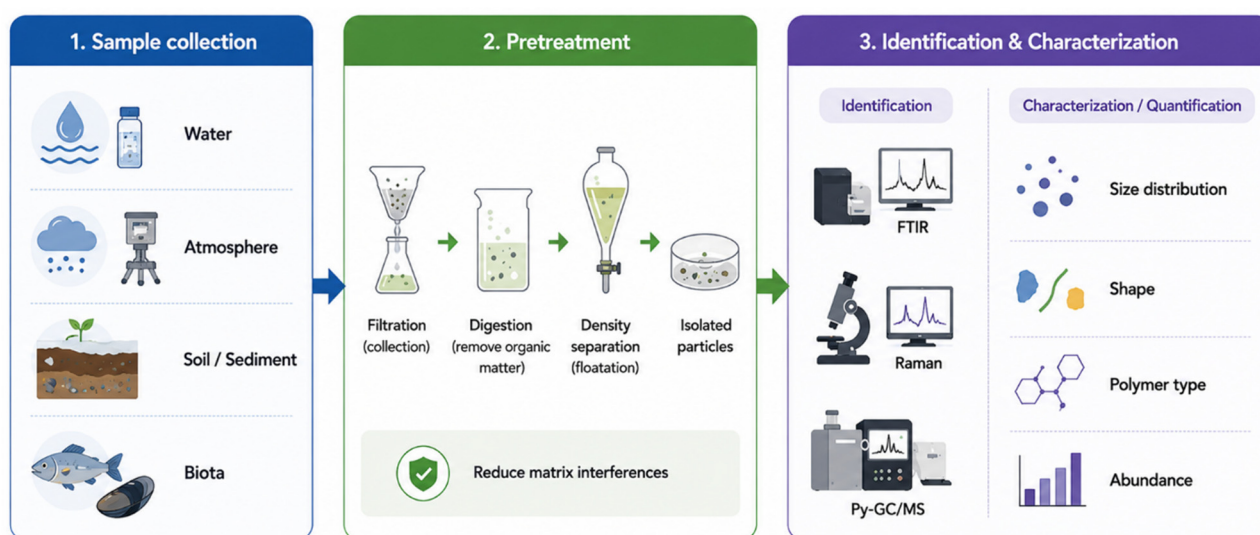 1. Sample collection
Water
Atmosphere
Soil / Sediment
Biota
2. Pretreatment
Filtration
(collection)
Digestion
(remove organic
matter)
Density
separation
(floatation)
Isolated
particles
Reduce matrix interferences
3. Identification & Characterization
Identification
FTIR
Raman
Py-GC/MS
Characterization / Quantification
Size distribution
Shape
Polymer type
Abundance